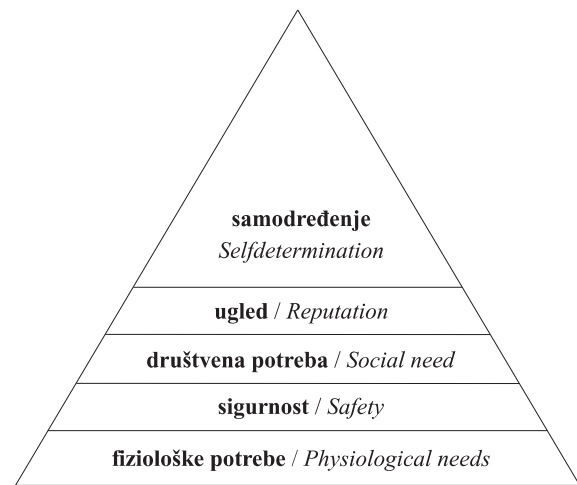 samodređenje
Selfdetermination
ugled / Reputation
društvena potreba / Social need
sigurnost / Safety
fiziološke potrebe / Physiological needs